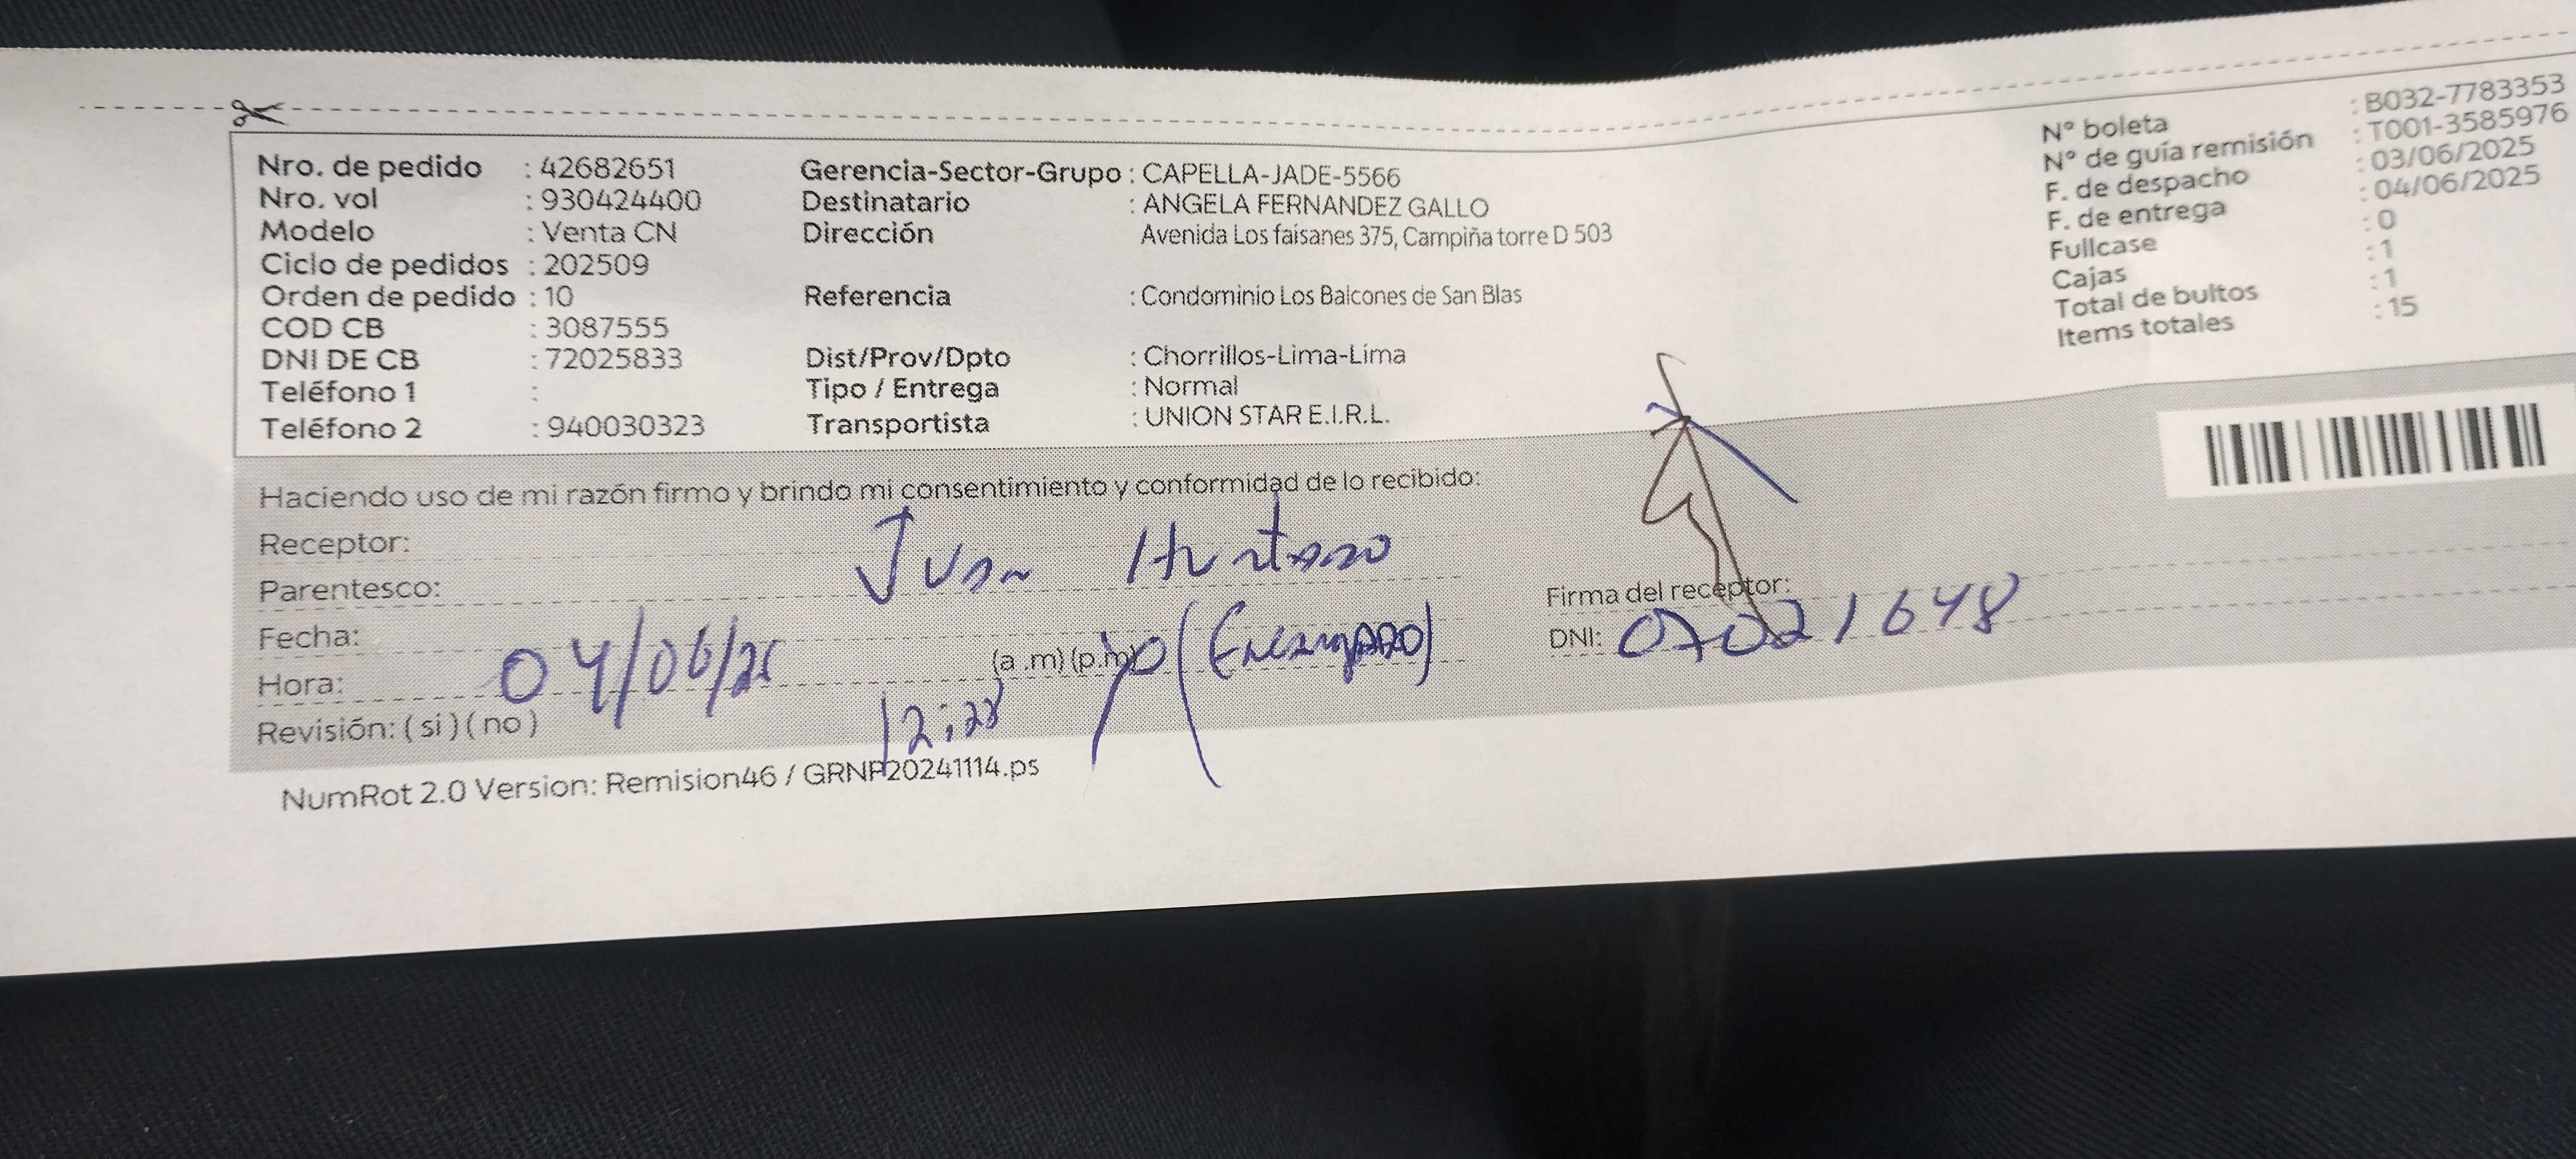 Nro. de pedido : 42682651
Nro. vol : 930424400
Modelo : Venta CN
Ciclo de pedidos : 202509
Orden de pedido : 10
COD CB : 3087555
DNI DE CB : 72025833
Teléfono 1 :
Teléfono 2 : 940030323
Gerencia-Sector-Grupo : CAPELLA-JADE-5566
Destinatario : ANGELA FERNANDEZ GALLO
Dirección Avenida Los faisanes 375, Campiña torre D 503
Referencia : Condominio Los Balcones de San Blas
Dist/Prov/Dpto : Chorrillos-Lima-Lima
Tipo / Entrega : Normal
Transportista : UNION STAR E.I.R.L.
N° boleta : B032-7783353
N° de guía remisión : T001-3585976
F. de despacho : 03/06/2025
F. de entrega : 04/06/2025
Fullcase : 0
Cajas : 1
Total de bultos : 1
Items totales : 15
Haciendo uso de mi razón firmo y brindo mi consentimiento y conformidad de lo recibido:
Receptor: Juan Hurtado
Parentesco:
Fecha: 04/06/25
Hora: (a .m) (p.m)
12:28
Revisión: ( si ) ( no )
Firma del receptor:
DNI: 07021648
NumRot 2.0 Version: Remision46 / GRNP20241114.ps